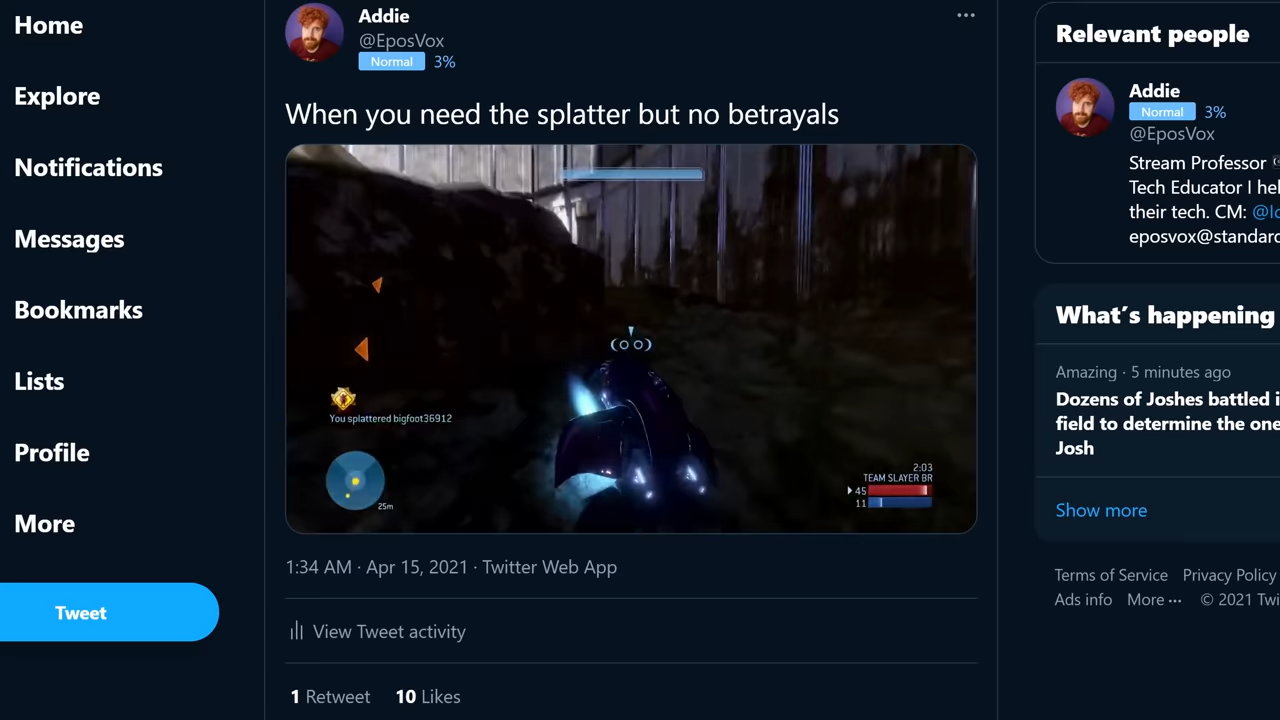 Home
Explore
Notifications
Messages
Bookmarks
Lists
Profile
More
Tweet
Addie
@EposVox
Normal 3%
When you need the splatter but no betrayals
You splattered bigfoot36912
25m
2:03
TEAM SLAYER BR
45
11
1:34 AM · Apr 15, 2021 · Twitter Web App
View Tweet activity
1 Retweet 10 Likes
Relevant people
Addie
Normal 3%
@EposVox
Stream Professor
Tech Educator I hel
their tech. CM: @Io
eposvox@standard
What's happening
Amazing · 5 minutes ago
Dozens of Joshes battled i
field to determine the one
Josh
Show more
Terms of Service Privacy Policy
Ads info More ··· © 2021 Twi